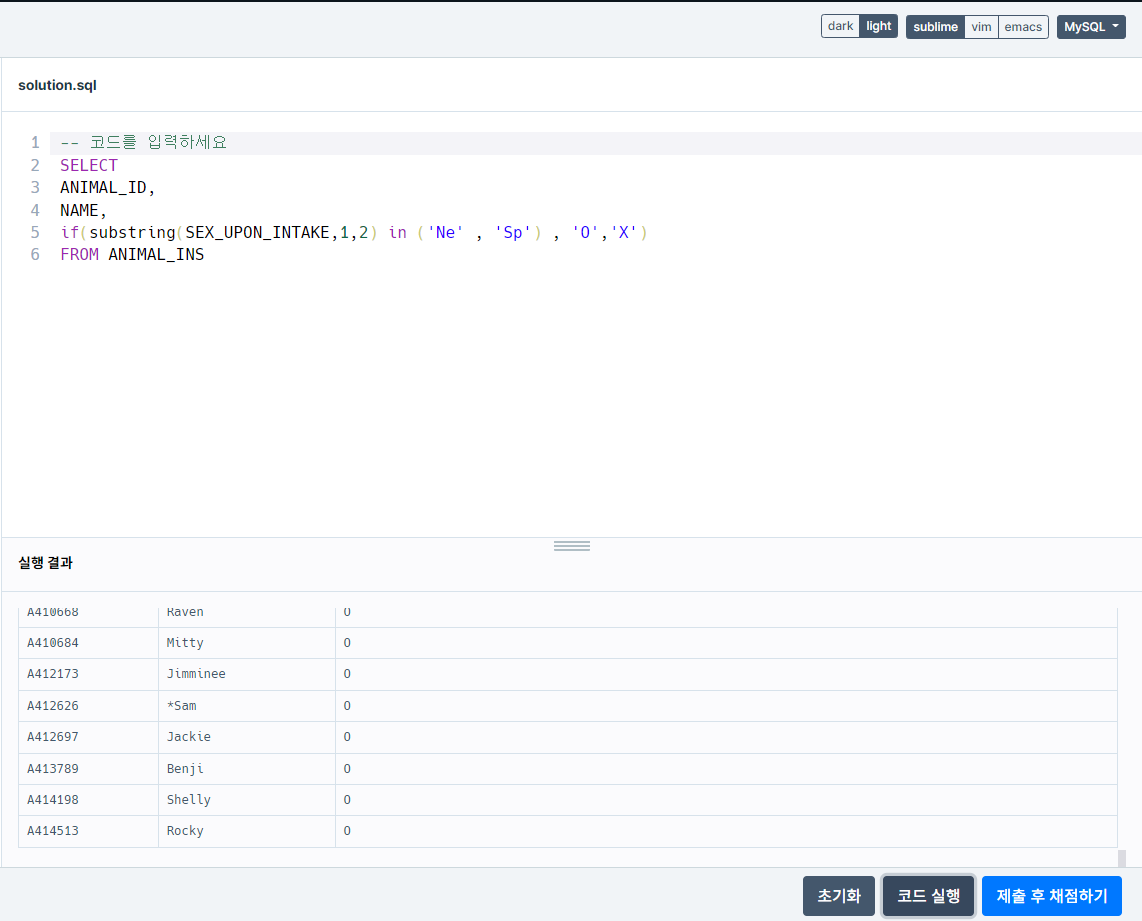 dark light sublime vim emacs MySQL
solution.sql
1 -- 코드를 입력하세요
2 SELECT
3 ANIMAL_ID,
4 NAME,
5 if(substring(SEX_UPON_INTAKE,1,2) in ('Ne' , 'Sp') , 'O','X')
6 FROM ANIMAL_INS
실행 결과
A410668 Raven O
A410684 Mitty O
A412173 Jimminee O
A412626 *Sam O
A412697 Jackie O
A413789 Benji O
A414198 Shelly O
A414513 Rocky O
초기화 코드 실행 제출 후 채점하기